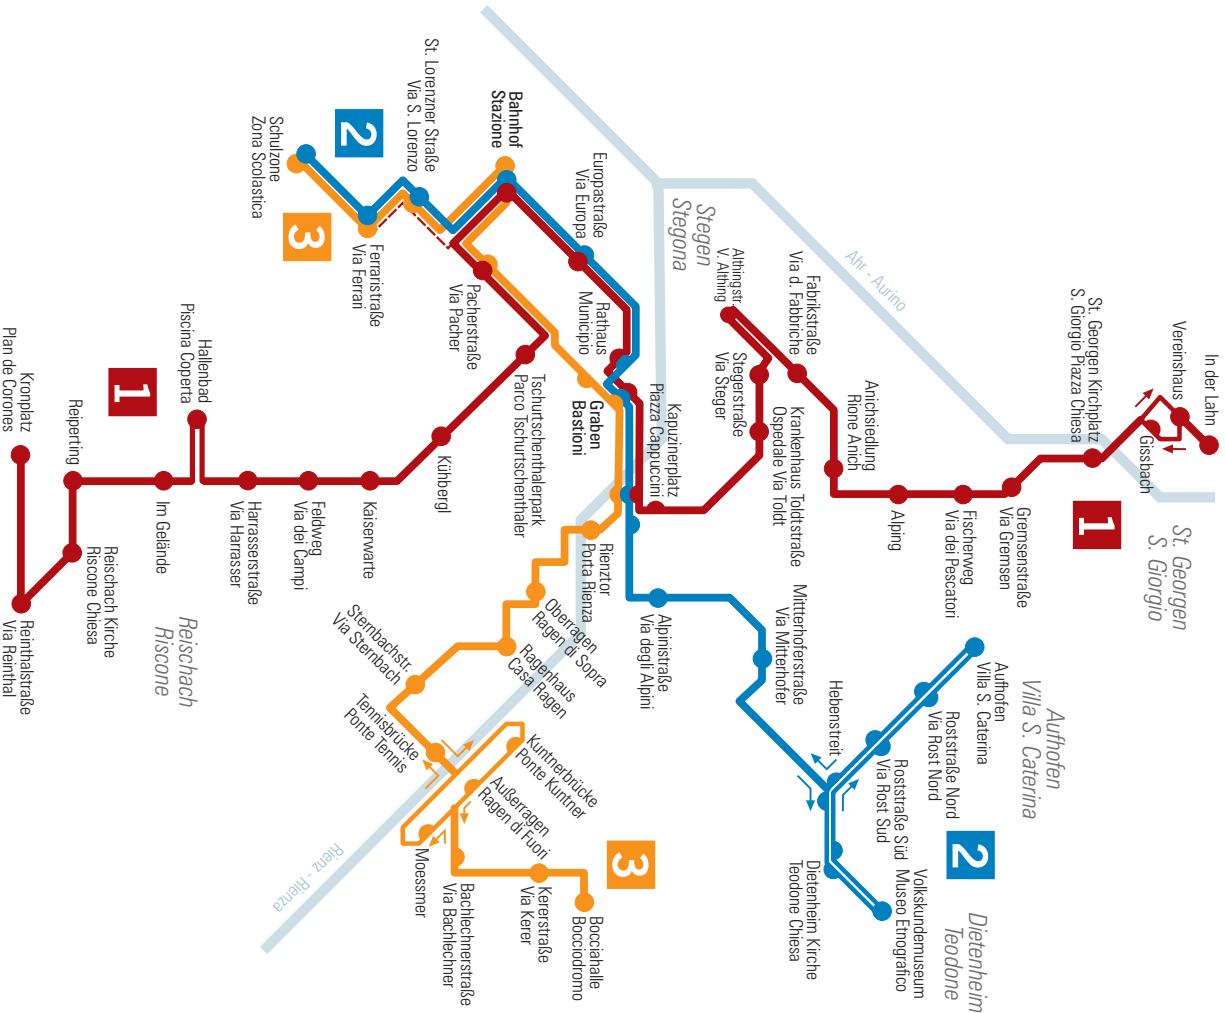 In der Lahn
Vereinshaus
Gissbach
St. Georgen Kirchplatz
S. Giorgio Piazza Chiesa
St. Georgen
S. Giorgio
1
Gremsenstraße
Via Gremsen
Fischerweg
Via dei Pescatori
Alping
Anichsiedlung
Rione Anich
Ahr - Aurino
Fabrikstraße
Via d. Fabbriche
Althingstr.
V. Althing
Stegen
Stegona
Krankenhaus Toldtstraße
Ospedale Via Toldt
Stegerstraße
Via Steger
Kapuzinerplatz
Piazza Cappuccini
Rathaus
Municipio
Europastraße
Via Europa
Bahnhof
Stazione
St. Lorenzner Straße
Via S. Lorenzo
2
Schulzone
Zona Scolastica
3
Ferraristraße
Via Ferrari
Pacherstraße
Via Pacher
Graben
Bastioni
Tschurtschenthalerpark
Parco Tschurtschenthaler
Kühbergl
Kaiserwarte
Feldweg
Via dei Campi
Harrasserstraße
Via Harrasser
Hallenbad
Piscina Coperta
1
Im Gelände
Reiperting
Reischach Kirche
Riscone Chiesa
Kronplatz
Plan de Corones
Reinthalstraße
Via Reinthal
Reischach
Riscone
Aufhofen
Villa S. Caterina
Aufhofen
Villa S. Caterina
Roststraße Nord
Via Rost Nord
Roststraße Süd
Via Rost Sud
2
Hebenstreit
Volkskundemuseum
Museo Etnografico
Dietenheim
Teodone
Dietenheim Kirche
Teodone Chiesa
Mitterhoferstraße
Via Mitterhofer
Alpinistraße
Via degli Alpini
Rienztor
Porta Rienza
Oberragen
Ragen di Sopra
Ragenhaus
Casa Ragen
Sternbachstr.
Via Sternbach
Tennisbrücke
Ponte Tennis
Kuntnerbrücke
Ponte Kuntner
Außerragen
Ragen di Fuori
3
Moessmer
Bachlechnerstraße
Via Bachlechner
Kererstraße
Via Kerer
Bocciahalle
Bocciodromo
Rienz - Rienza